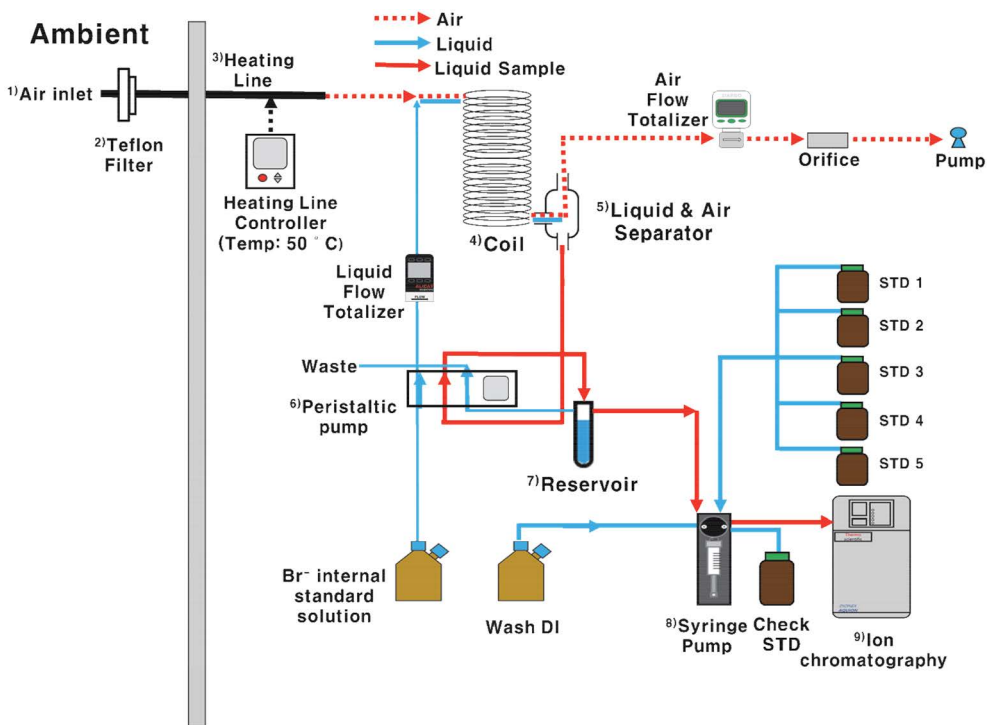 Ambient
Air
Liquid
Liquid Sample
1)Air inlet
2)Teflon
Filter
3)Heating
Line
Heating Line
Controller
(Temp: 50 °C)
4)Coil
Air
Flow
Totalizer
Orifice
Pump
5)Liquid & Air
Separator
Liquid
Flow
Totalizer
Waste
6)Peristaltic
pump
7)Reservoir
STD 1
STD 2
STD 3
STD 4
STD 5
Br⁻ internal
standard
solution
Wash DI
8)Syringe
Pump
Check
STD
9)Ion
chromatography